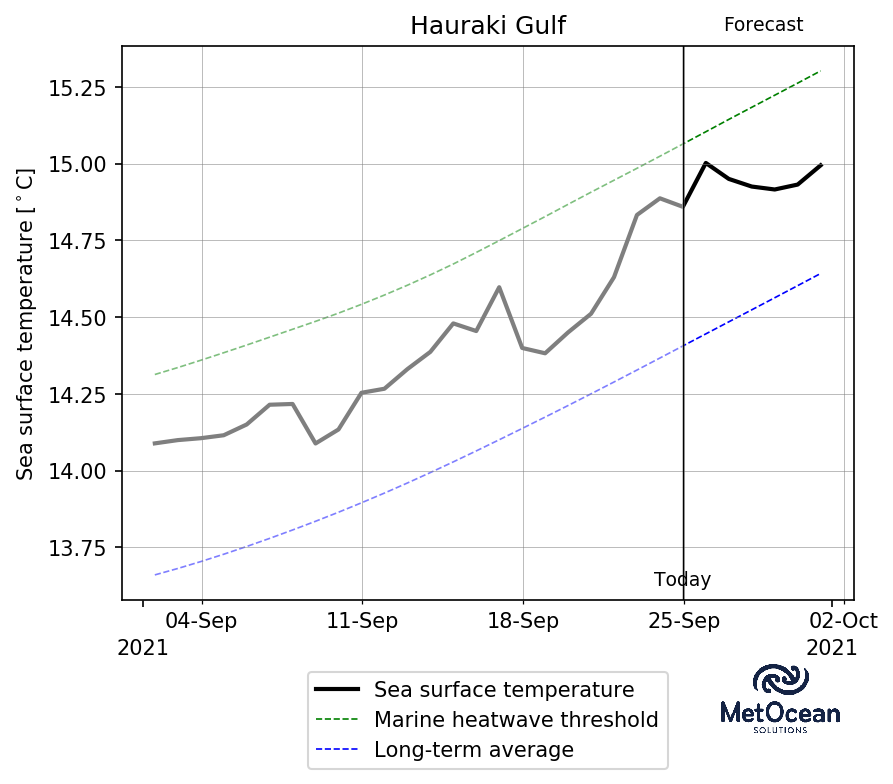 Hauraki Gulf
Forecast
Sea surface temperature [°C]
15.25
15.00
14.75
14.50
14.25
14.00
13.75
Today
04-Sep 11-Sep 18-Sep 25-Sep 02-Oct
2021 2021
Sea surface temperature
Marine heatwave threshold
Long-term average
MetOcean
SOLUTIONS